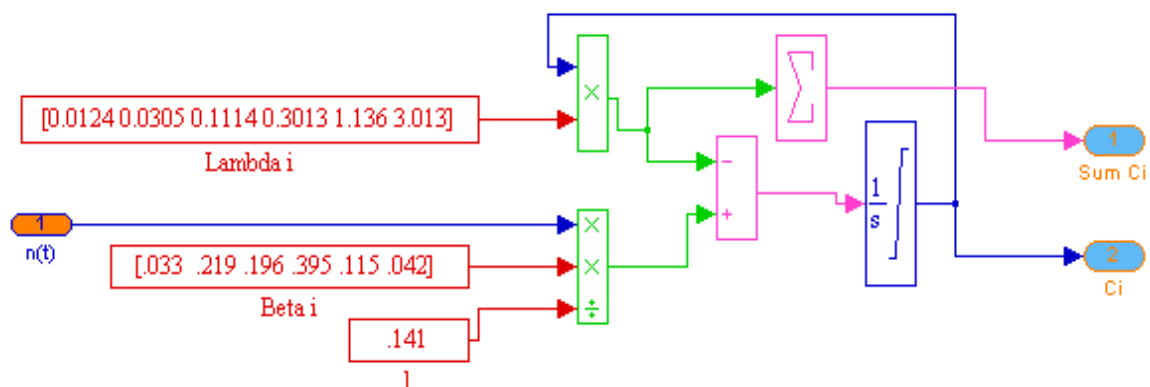 [0.0124 0.0305 0.1114 0.3013 1.136 3.013]
Lambda i
1
n(t)
[.033 .219 .196 .395 .115 .042]
Beta i
.141
l
×
×
×
÷
Σ
−
+
1
s
1
Sum Ci
2
Ci